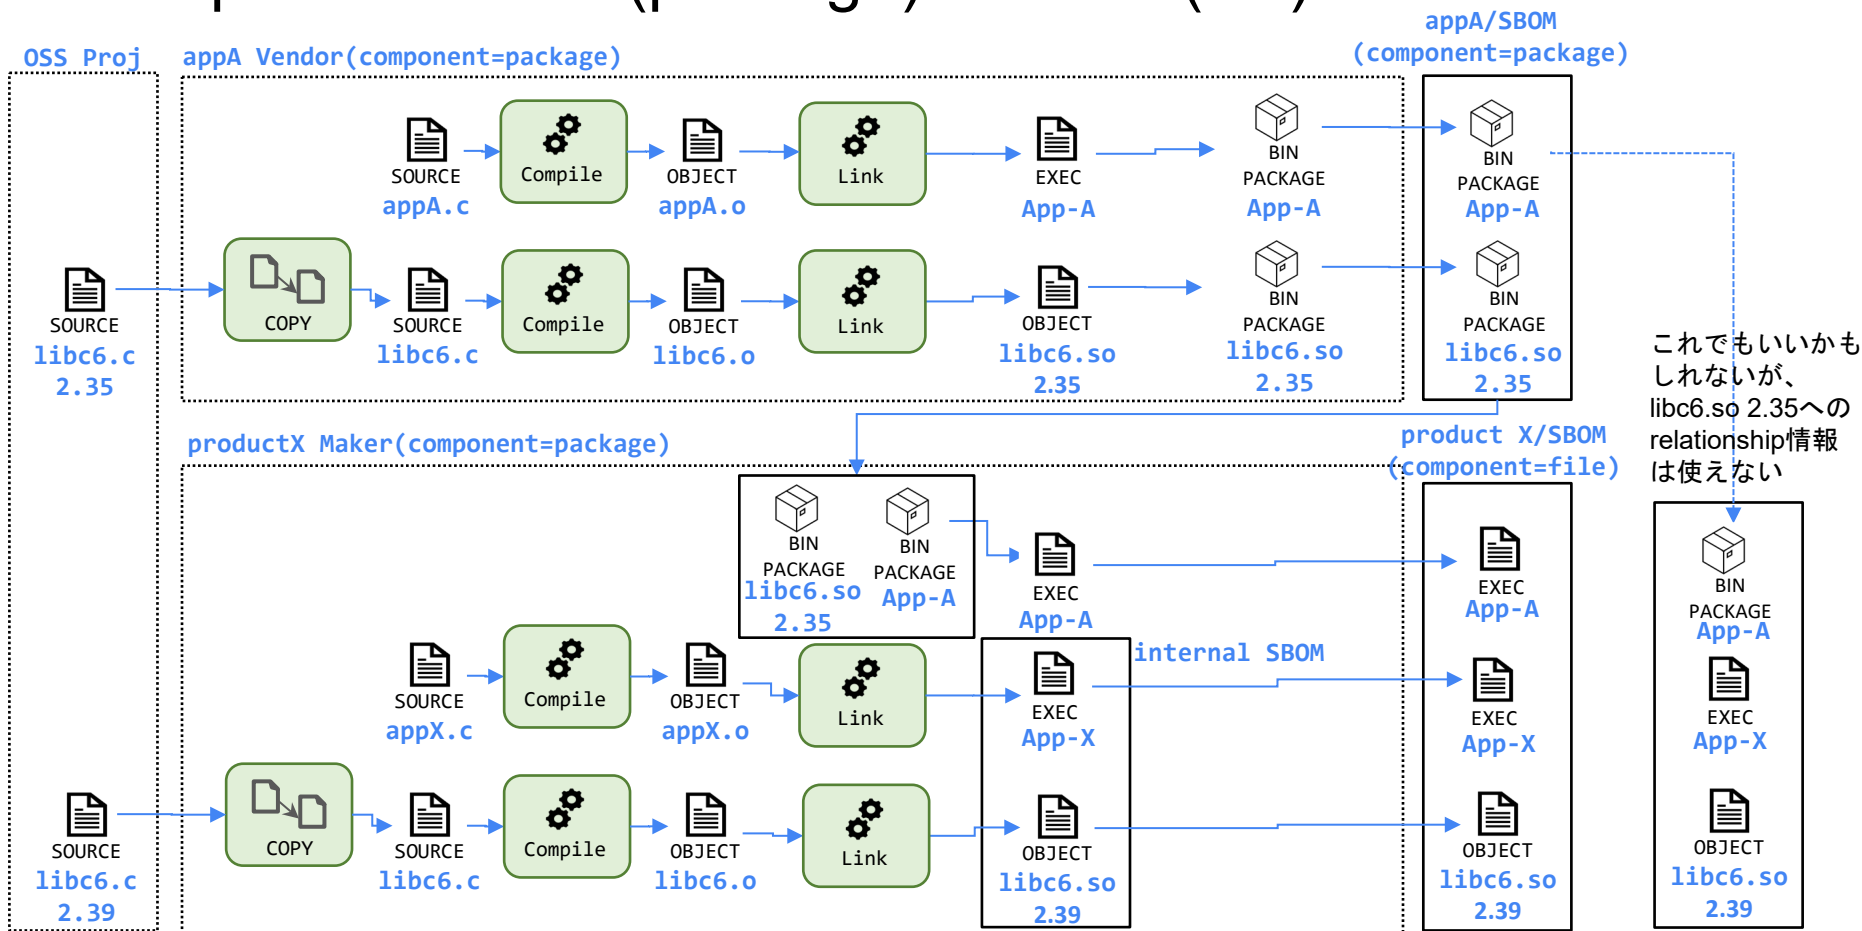 OSS Proj
appA Vendor(component=package)
appA/SBOM
(component=package)
SOURCE
appA.c
Compile
OBJECT
appA.o
Link
EXEC
App-A
BIN
PACKAGE
App-A
BIN
PACKAGE
App-A
SOURCE
libc6.c
2.35
COPY
SOURCE
libc6.c
Compile
OBJECT
libc6.o
Link
OBJECT
libc6.so
2.35
BIN
PACKAGE
libc6.so
2.35
BIN
PACKAGE
libc6.so
2.35
これでもいいかも
しれないが、
libc6.so 2.35への
relationship情報
は使えない
productX Maker(component=package)
product X/SBOM
(component=file)
BIN
PACKAGE
libc6.so
2.35
BIN
PACKAGE
App-A
EXEC
App-A
EXEC
App-A
BIN
PACKAGE
App-A
internal SBOM
SOURCE
appX.c
Compile
OBJECT
appX.o
Link
EXEC
App-X
EXEC
App-X
EXEC
App-X
SOURCE
libc6.c
2.39
COPY
SOURCE
libc6.c
Compile
OBJECT
libc6.o
Link
OBJECT
libc6.so
2.39
OBJECT
libc6.so
2.39
OBJECT
libc6.so
2.39